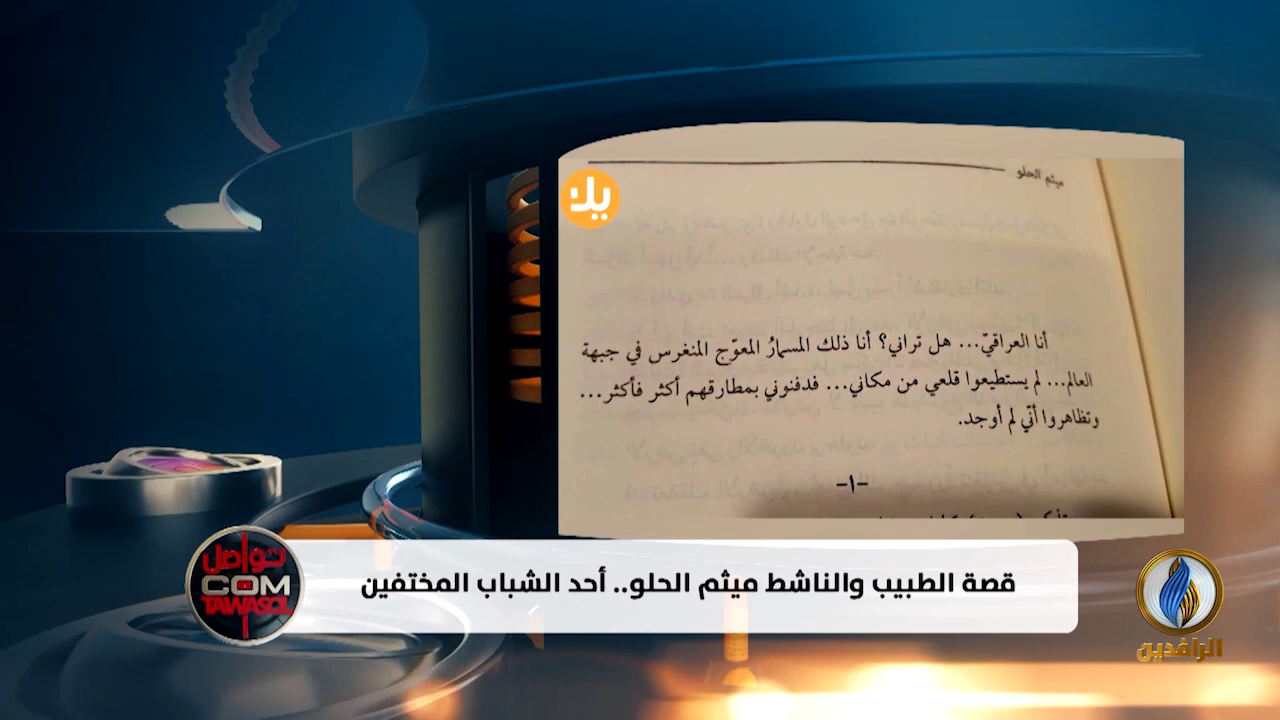 ميثم الحلو
يلا
أنا العراقيّ... هل تراني؟ أنا ذلك المسمارُ المعوّج المنغرس في جبهة
العالم... لم يستطيعوا قلعي من مكاني... فدفنوني بمطارقهم أكثر فأكثر...
وتظاهروا أنّي لم أوجد.
-١-
قصة الطبيب والناشط ميثم الحلو.. أحد الشباب المختفين
تواصل
COM
TAWASOL
الرافدين